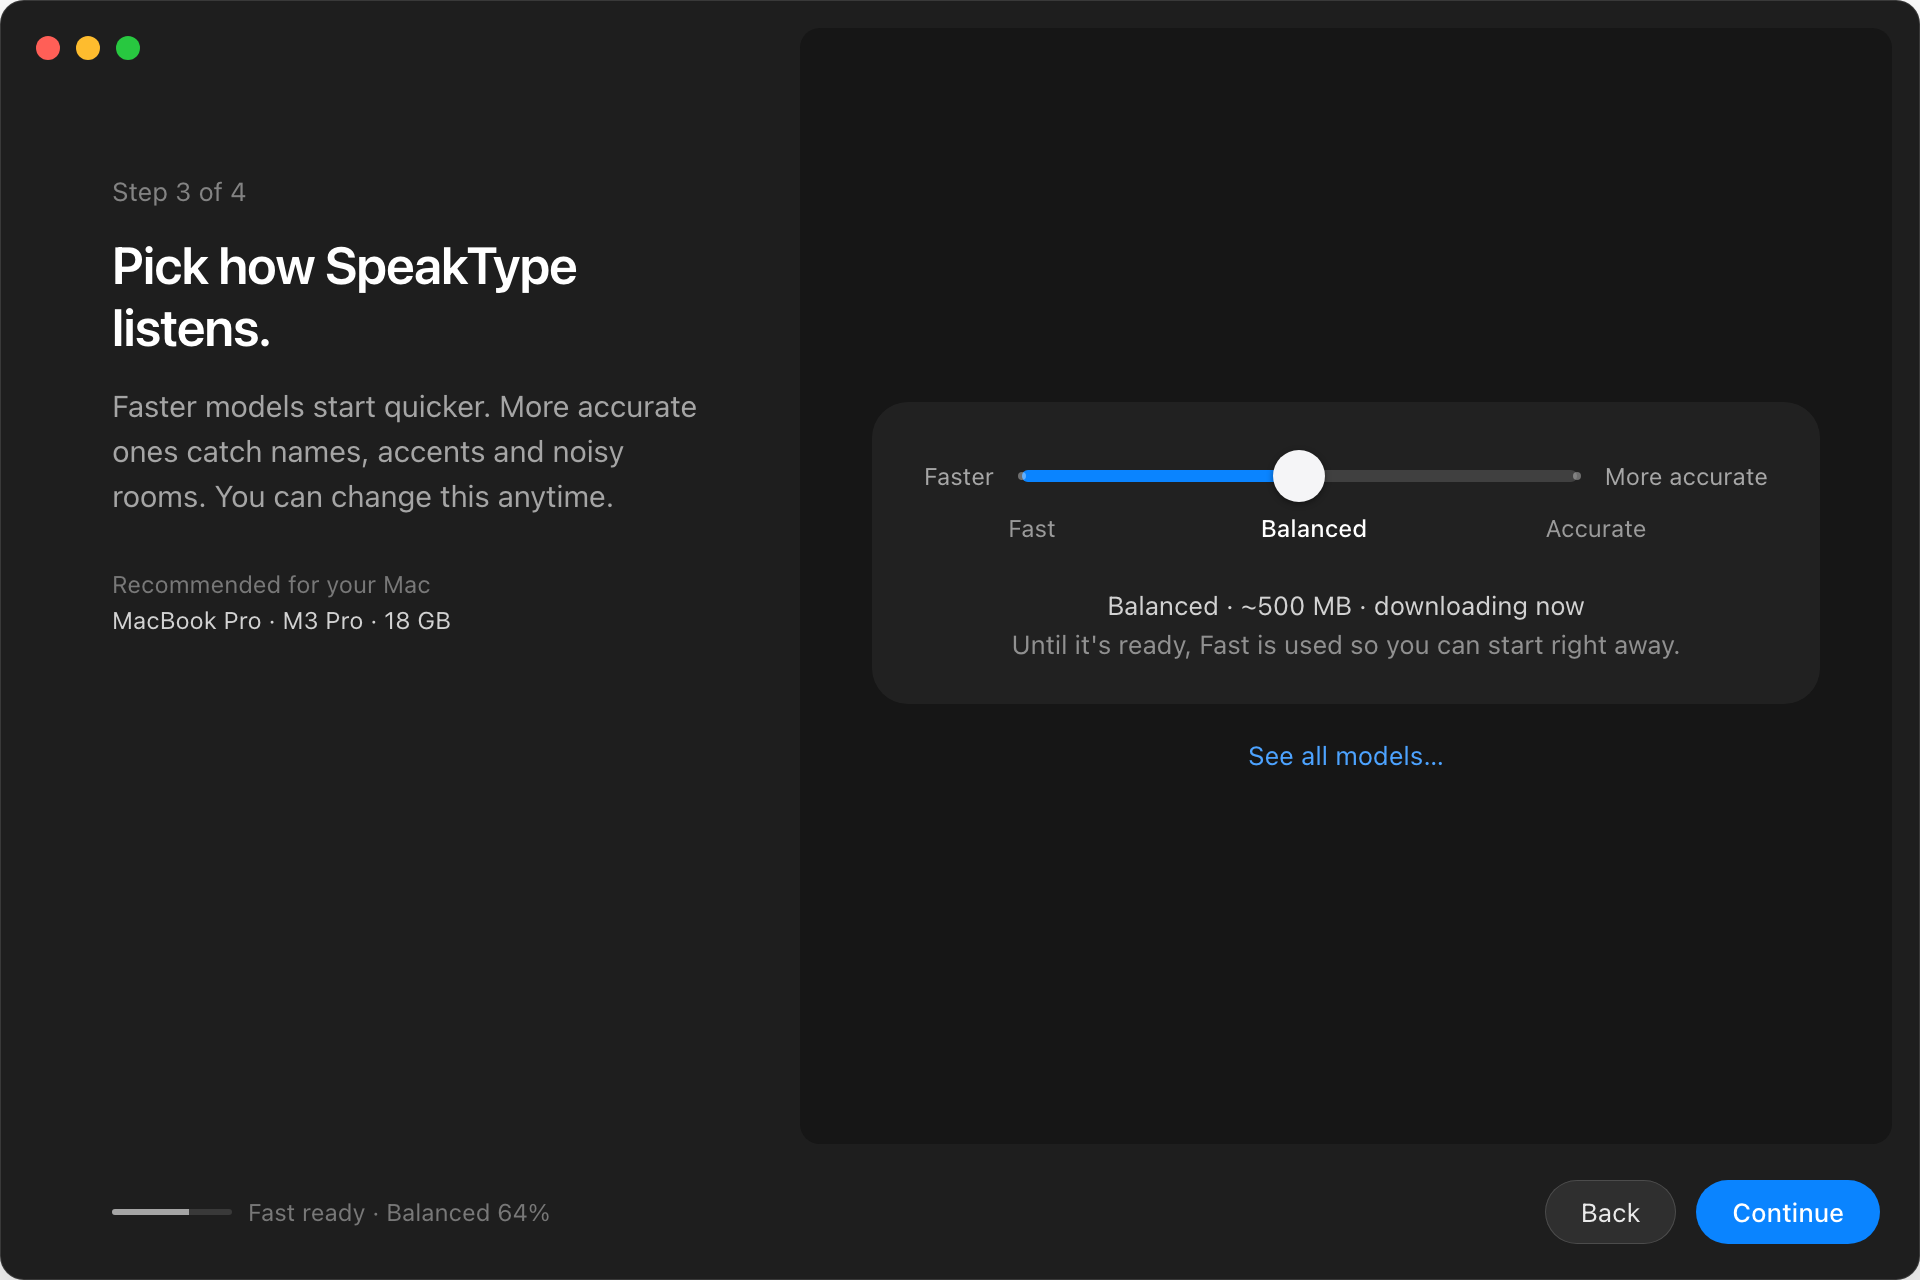 Step 3 of 4
Pick how SpeakType
listens.
Faster models start quicker. More accurate
ones catch names, accents and noisy
rooms. You can change this anytime.
Recommended for your Mac
MacBook Pro · M3 Pro · 18 GB
Faster
More accurate
Fast
Balanced
Accurate
Balanced · ~500 MB · downloading now
Until it's ready, Fast is used so you can start right away.
See all models...
Fast ready · Balanced 64%
Back
Continue